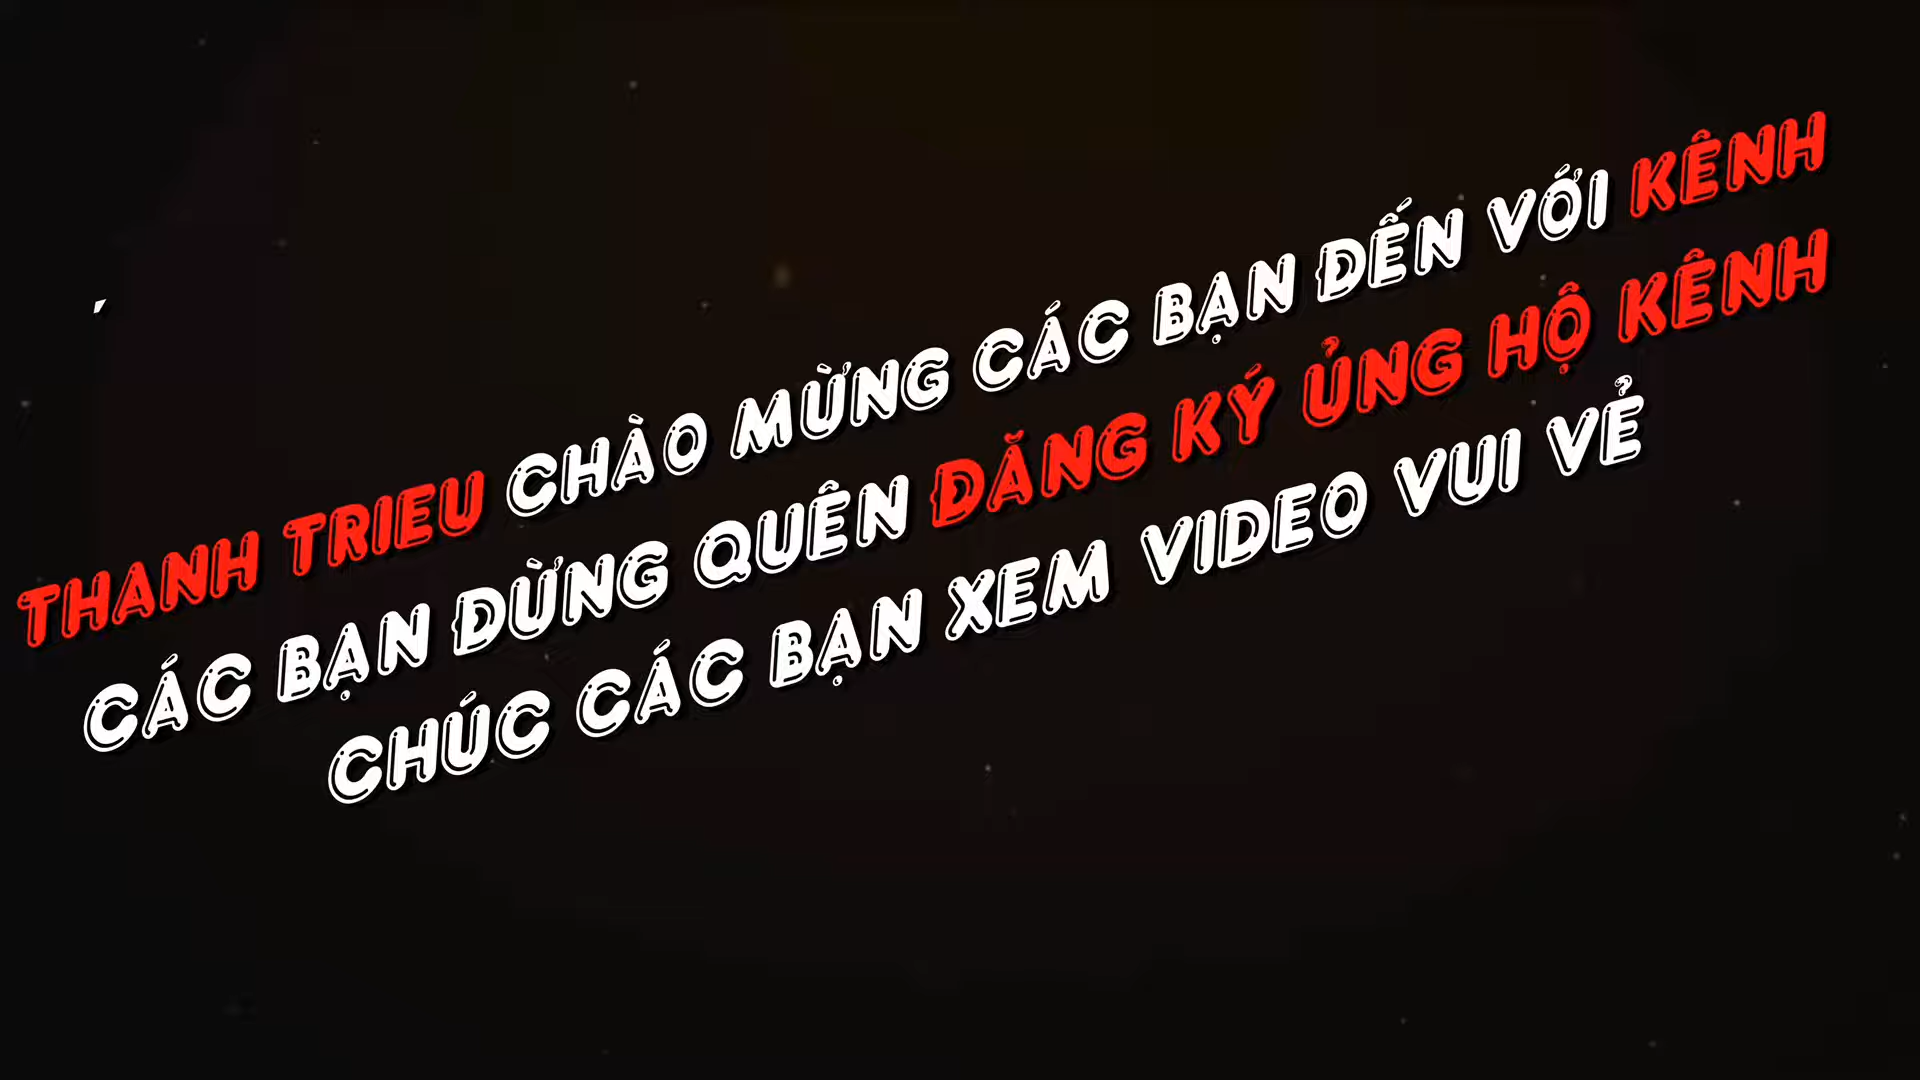 THANH TRIEU CHÀO MỪNG CÁC BẠN ĐẾN VỚI KÊNH
CÁC BẠN ĐỪNG QUÊN ĐĂNG KÝ ỦNG HỘ KÊNH
CHÚC CÁC BẠN XEM VIDEO VUI VẺ